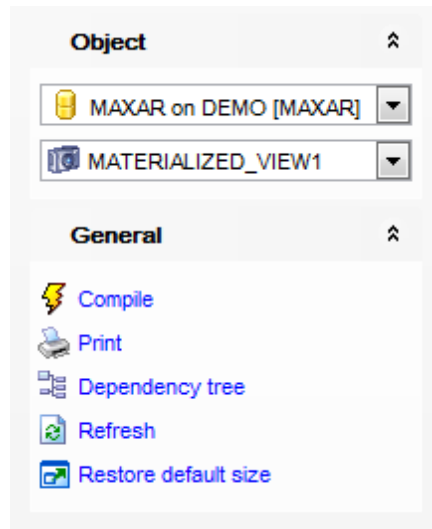 Object
MAXAR on DEMO [MAXAR]
MATERIALIZED_VIEW1
General
Compile
Print
Dependency tree
Refresh
Restore default size